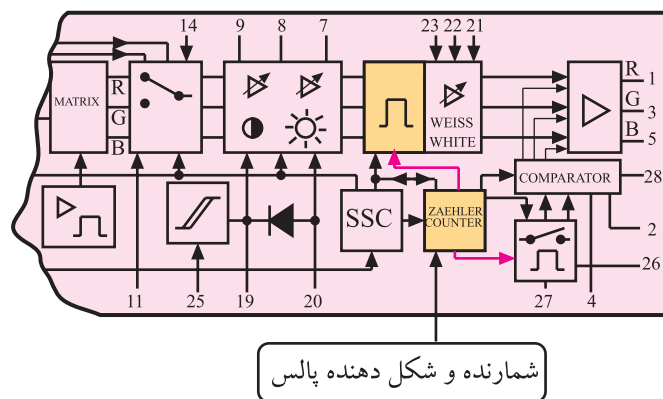 14 9 8 7 23 22 21
MATRIX
R
G
B
WEISS
WHITE
R
1
G
3
B
5
SSC
ZAEHLER
COUNTER
COMPARATOR
28
2
26
11 25 19 20 27 4
شمارنده و شکل دهنده پالس